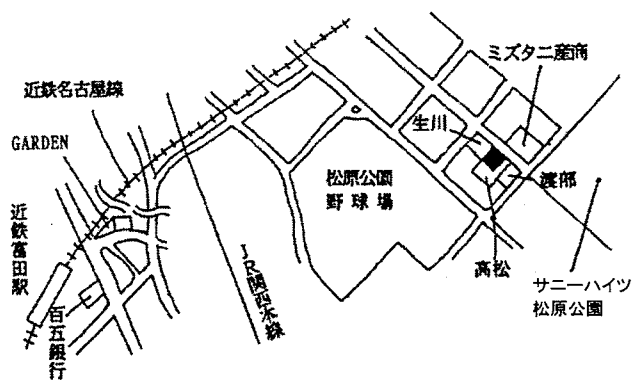 近鉄名古屋線
GARDEN
近鉄富田駅
百五銀行
JR関西本線
松原公園
野球場
ミズタニ産商
生川
渡部
高松
サニーハイツ
松原公園